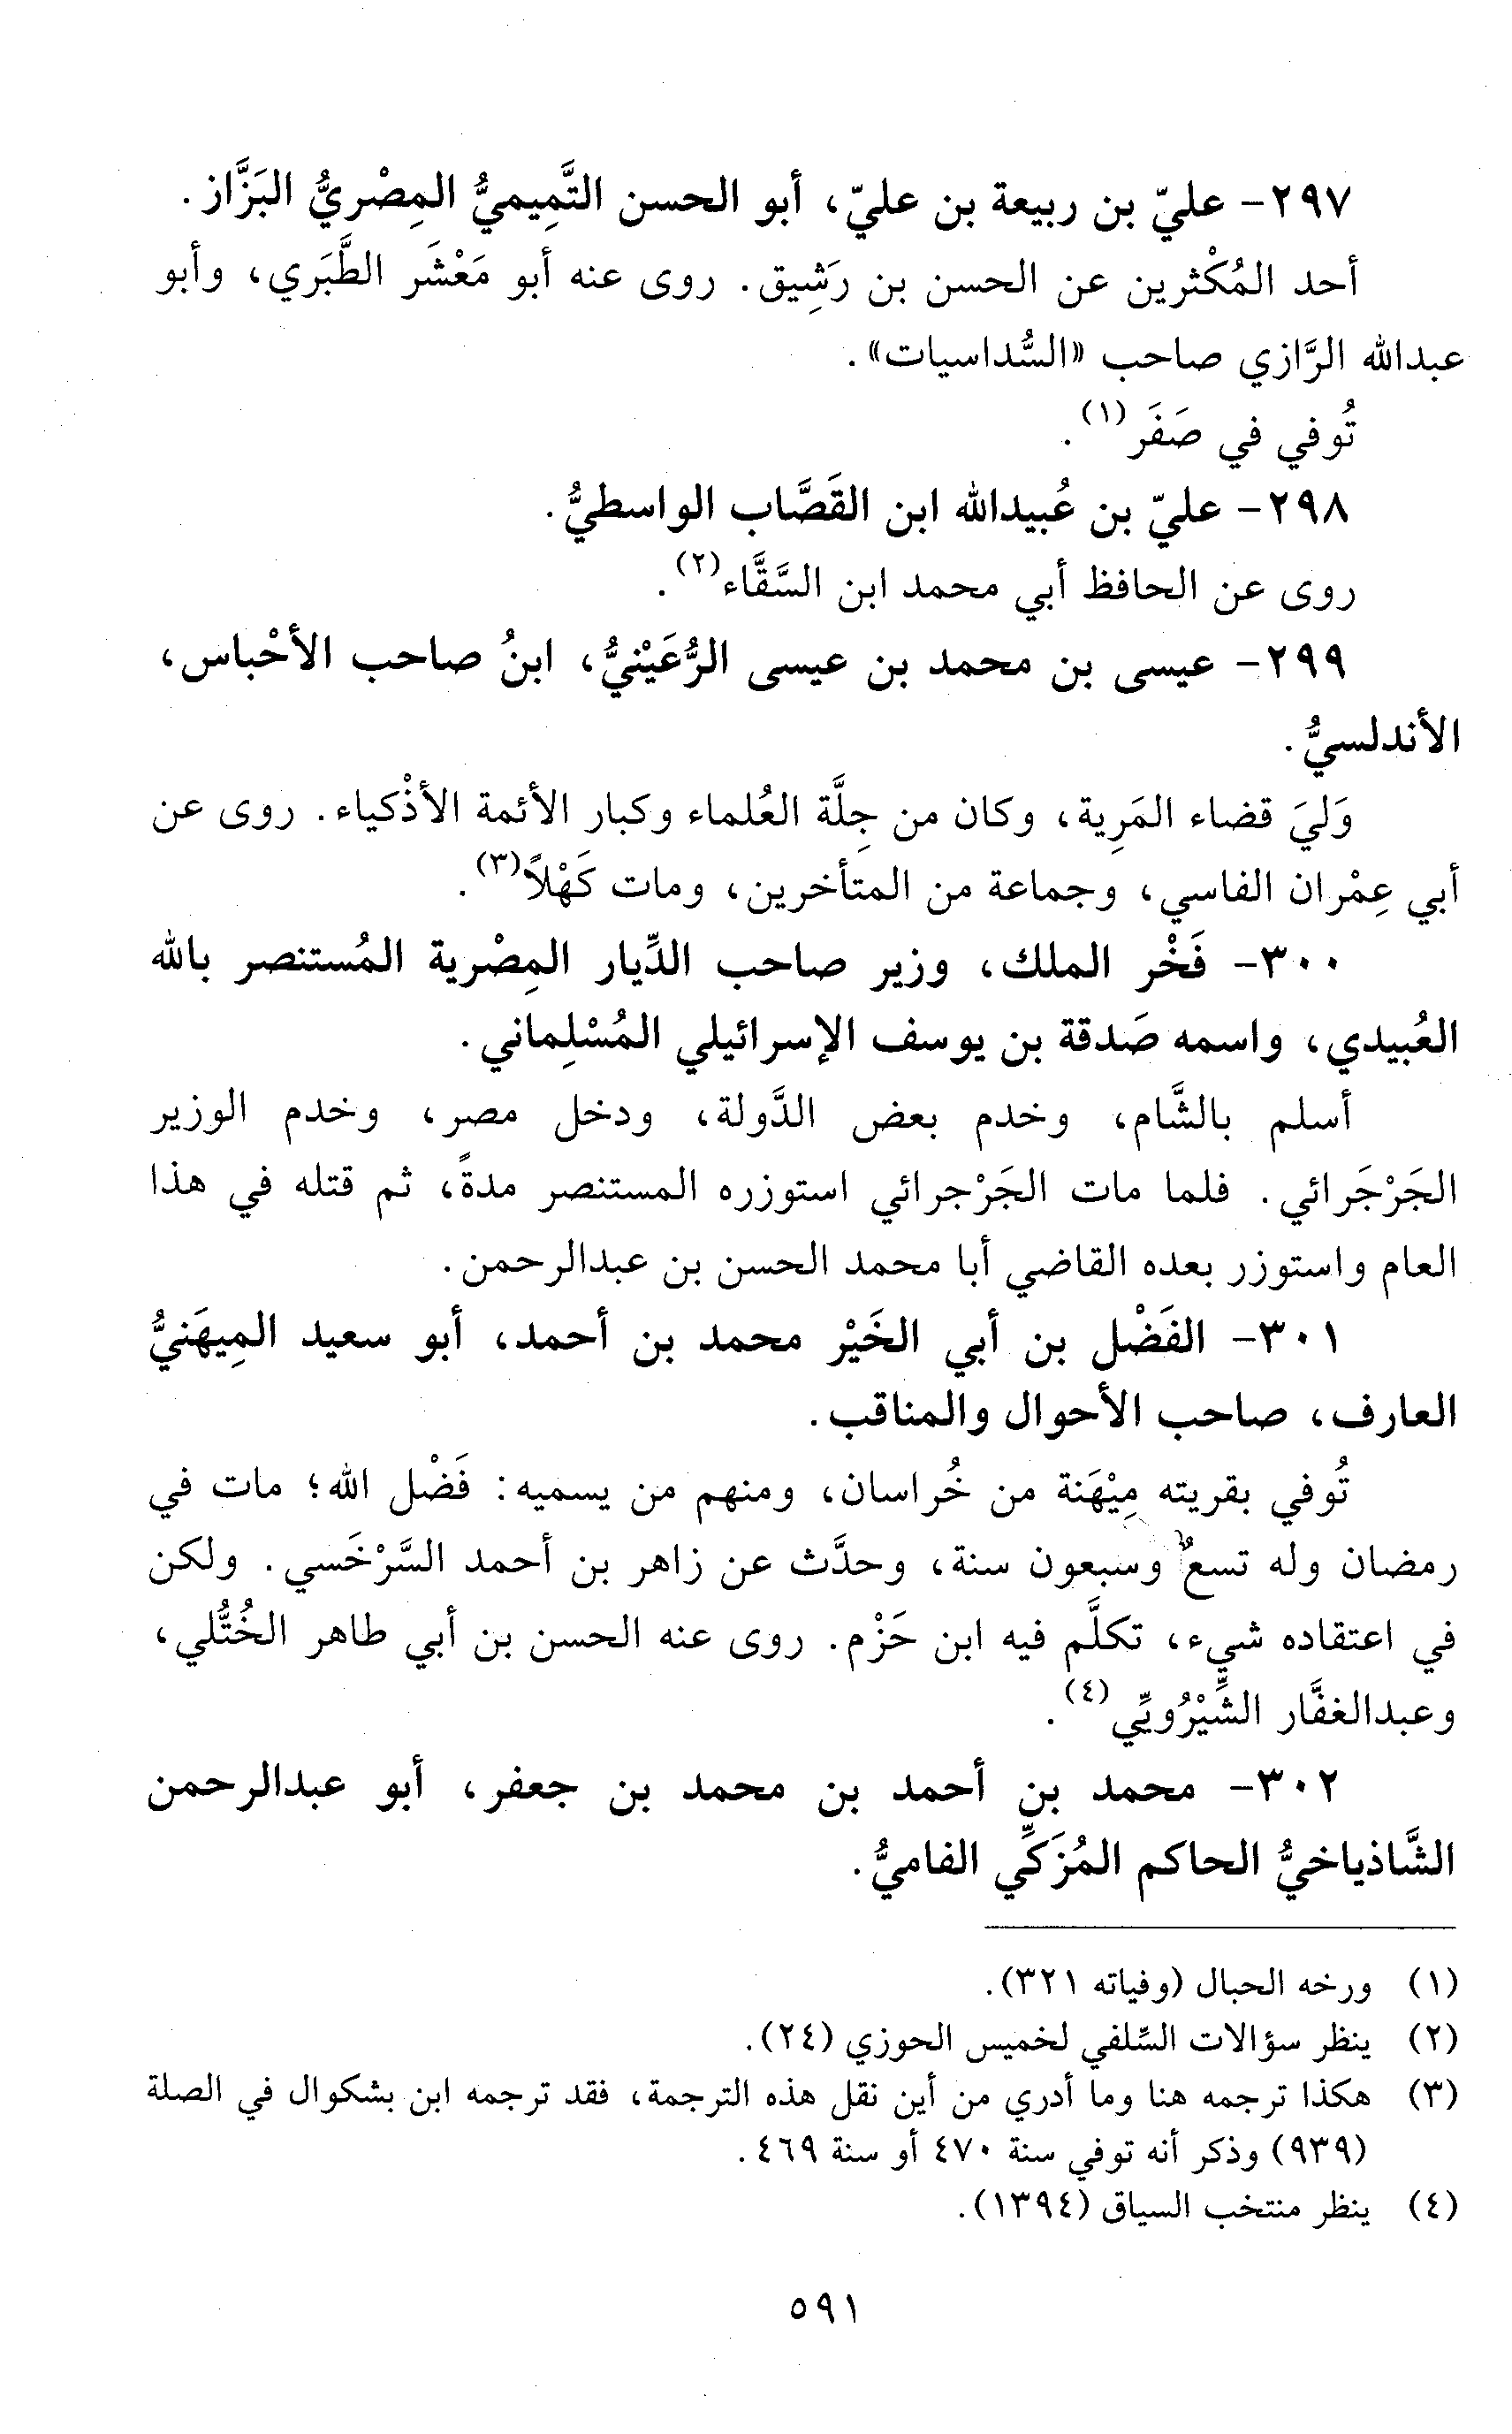 ٢٩٧- عليّ بن ربيعة بن عليّ، أبو الحسن التَّمِيميُّ المِصْريُّ البَزَّاز.
أحد المُكْثرين عن الحسن بن رَشِيق. روى عنه أبو مَعْشَر الطَّبَري، وأبو
عبدالله الرَّازي صاحب «السُّداسيات».
تُوفي في صَفَر(١).
٢٩٨- عليّ بن عُبيدالله ابن القَصَّاب الواسطيُّ.
روى عن الحافظ أبي محمد ابن السَّقَّاء(٢).
٢٩٩- عيسى بن محمد بن عيسى الرُّعَيْنيُّ، ابنُ صاحب الأحْباس،
الأندلسيُّ.
وَليَ قضاء المَرِية، وكان من جِلَّة العُلماء وكبار الأئمة الأذْكياء. روى عن
أبي عِمْران الفاسي، وجماعة من المتأخرين، ومات كَهْلاً(٣).
٣٠٠- فَخْر الملك، وزير صاحب الدِّيار المِصْرية المُستنصر بالله
العُبيدي، واسمه صَدقة بن يوسف الإسرائيلي المُسْلِماني.
أسلم بالشَّام، وخدم بعض الدَّولة، ودخل مصر، وخدم الوزير
الجَرْجَرائي. فلما مات الجَرْجرائي استوزره المستنصر مدةً، ثم قتله في هذا
العام واستوزر بعده القاضي أبا محمد الحسن بن عبدالرحمن.
٣٠١- الفَضْل بن أبي الخَيْر محمد بن أحمد، أبو سعيد المِيهَنيُّ
العارف، صاحب الأحوال والمناقب.
تُوفي بقريته مِيْهَنة من خُراسان، ومنهم من يسميه: فَضْل الله؛ مات في
رمضان وله تسعٌ وسبعون سنة، وحدَّث عن زاهر بن أحمد السَّرْخَسي. ولكن
في اعتقاده شيء، تكلَّم فيه ابن حَزْم. روى عنه الحسن بن أبي طاهر الخُتُّلي،
وعبدالغفَّار الشِّيْرُويِّي(٤).
٣٠٢- محمد بن أحمد بن محمد بن جعفر، أبو عبدالرحمن
الشَّاذياخيُّ الحاكم المُزَكِّي الفاميُّ.
(١) ورخه الحبال (وفياته ٣٢١).
(٢) ينظر سؤالات السِّلفي لخميس الحوزي (٢٤).
(٣) هكذا ترجمه هنا وما أدري من أين نقل هذه الترجمة، فقد ترجمه ابن بشكوال في الصلة
(٩٣٩) وذكر أنه توفي سنة ٤٧٠ أو سنة ٤٦٩.
(٤) ينظر منتخب السياق (١٣٩٤).
٥٩١